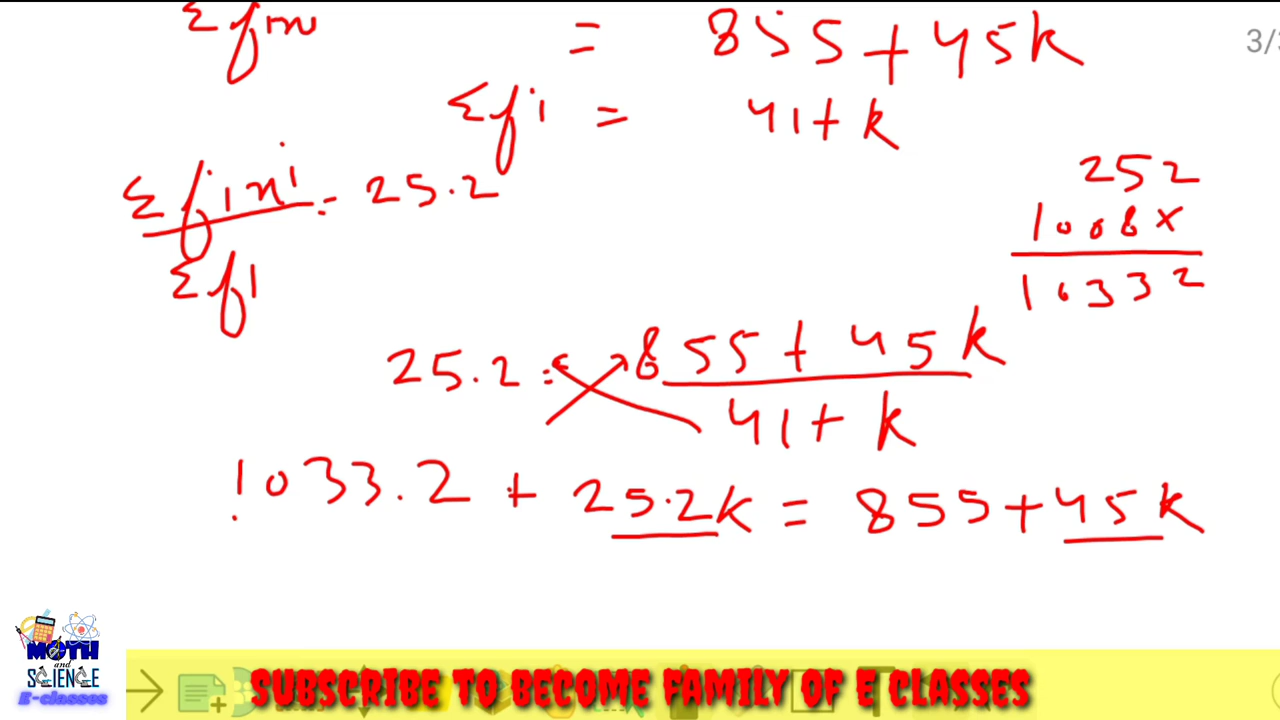 Σfixi = 855 + 45k
3/3
Σfi = 41 + k
Σfixi
——— = 25.2
Σfi
252
1008×
10332
25.2 = 855 + 45k
41 + k
1033.2 + 25.2k = 855 + 45k
MOTH
and
SCIENCE
E-classes
SUBSCRIBE TO BECOME FAMILY OF E CLASSES